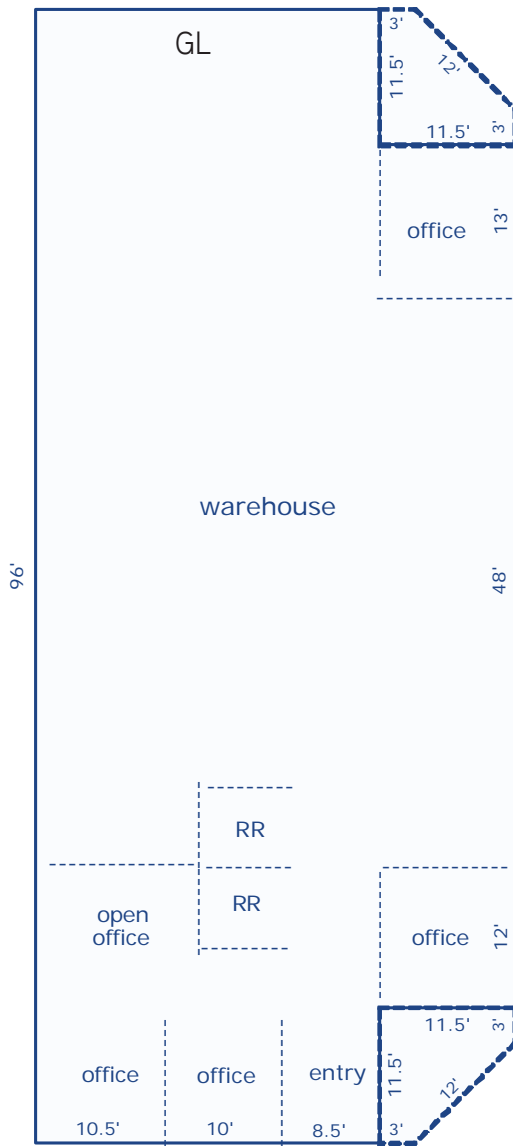 3'
GL
11.5'
12'
11.5'
3'
office
13'
warehouse
96'
48'
RR
RR
open
office
office
12'
11.5'
3'
11.5'
office
office
entry
12'
10.5'
10'
8.5'
3'